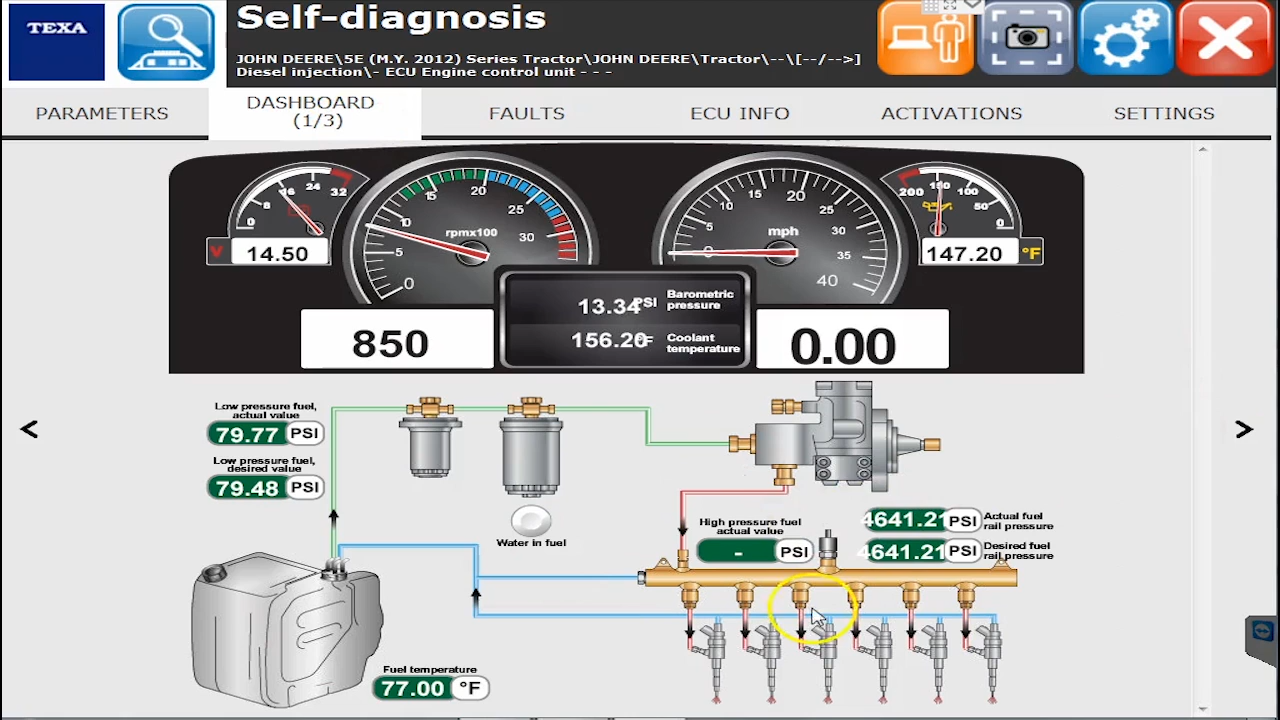 TEXA
Self-diagnosis
JOHN DEERE\5E (M.Y. 2012) Series Tractor\JOHN DEERE\Tractor\--\[--/-->]
Diesel injection\- ECU Engine control unit - - -
PARAMETERS
DASHBOARD
(1/3)
FAULTS
ECU INFO
ACTIVATIONS
SETTINGS
0
8
16
24
32
V
14.50
0
5
10
15
20
25
30
rpmx100
850
13.34
PSI
Barometric
pressure
156.20
°F
Coolant
temperature
0
5
10
15
20
25
30
35
40
mph
0.00
200
150
100
50
0
147.20
°F
<
>
Low pressure fuel,
actual value
79.77
PSI
Low pressure fuel,
desired value
79.48
PSI
Water in fuel
High pressure fuel
actual value
-
PSI
4641.21
PSI
Actual fuel
rail pressure
4641.21
PSI
Desired fuel
rail pressure
Fuel temperature
77.00
°F